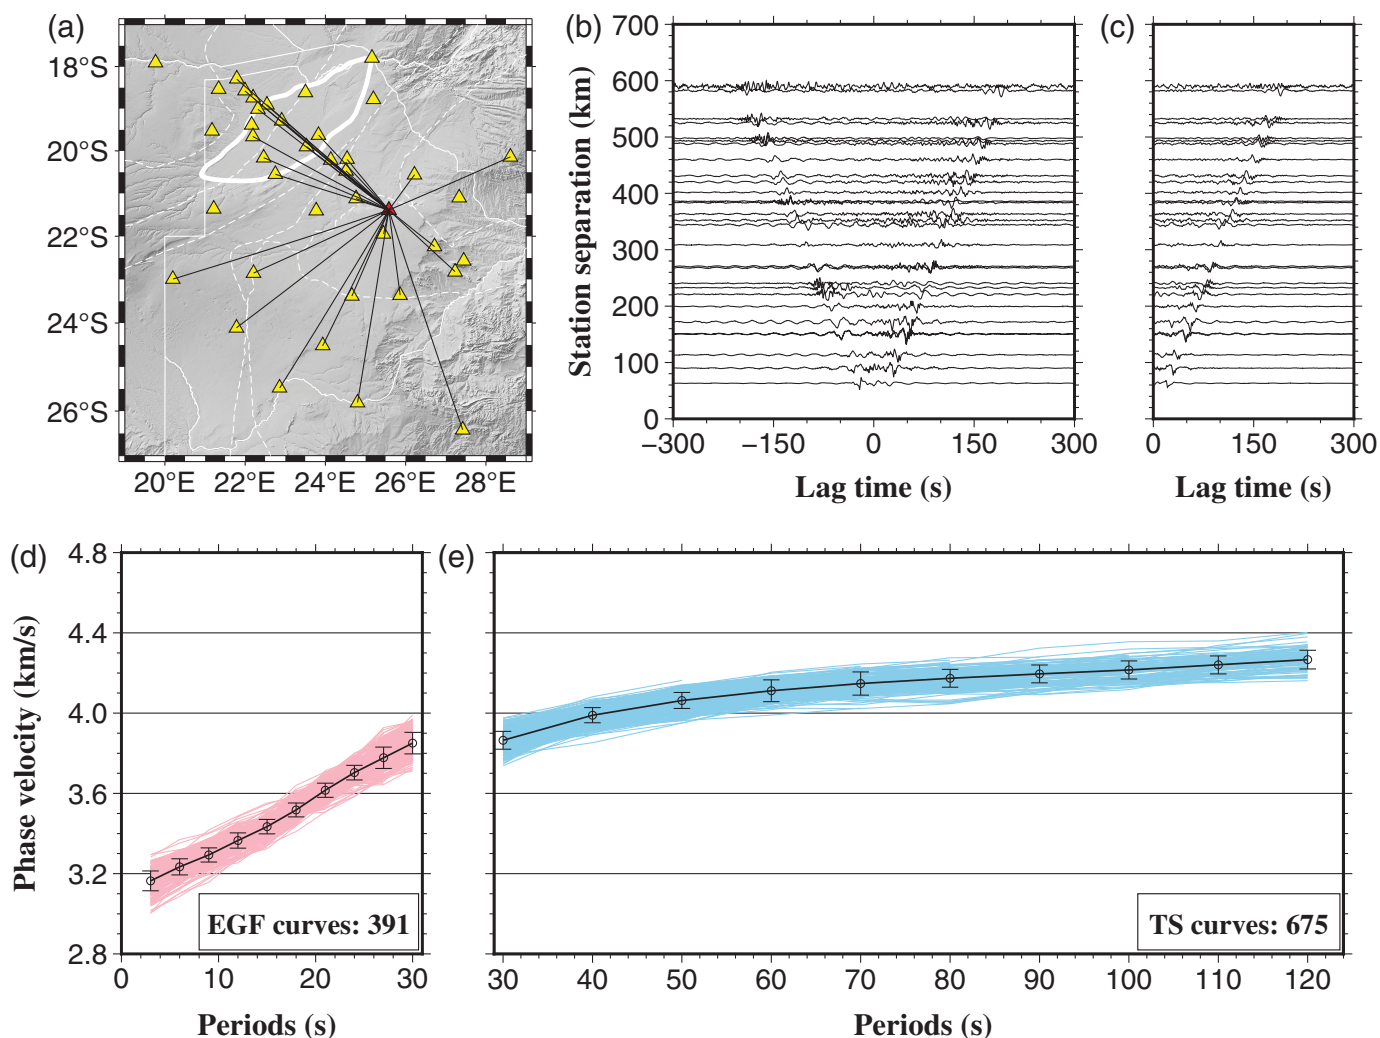 (a)
18°S
20°S
22°S
24°S
26°S
20°E 22°E 24°E 26°E 28°E
(b)
Station separation (km)
700
600
500
400
300
200
100
0
−300 −150 0 150 300
Lag time (s)
(c)
0 150 300
Lag time (s)
(d)
Phase velocity (km/s)
4.8
4.4
4.0
3.6
3.2
2.8
EGF curves: 391
0 10 20 30
Periods (s)
(e)
TS curves: 675
30 40 50 60 70 80 90 100 110 120
Periods (s)